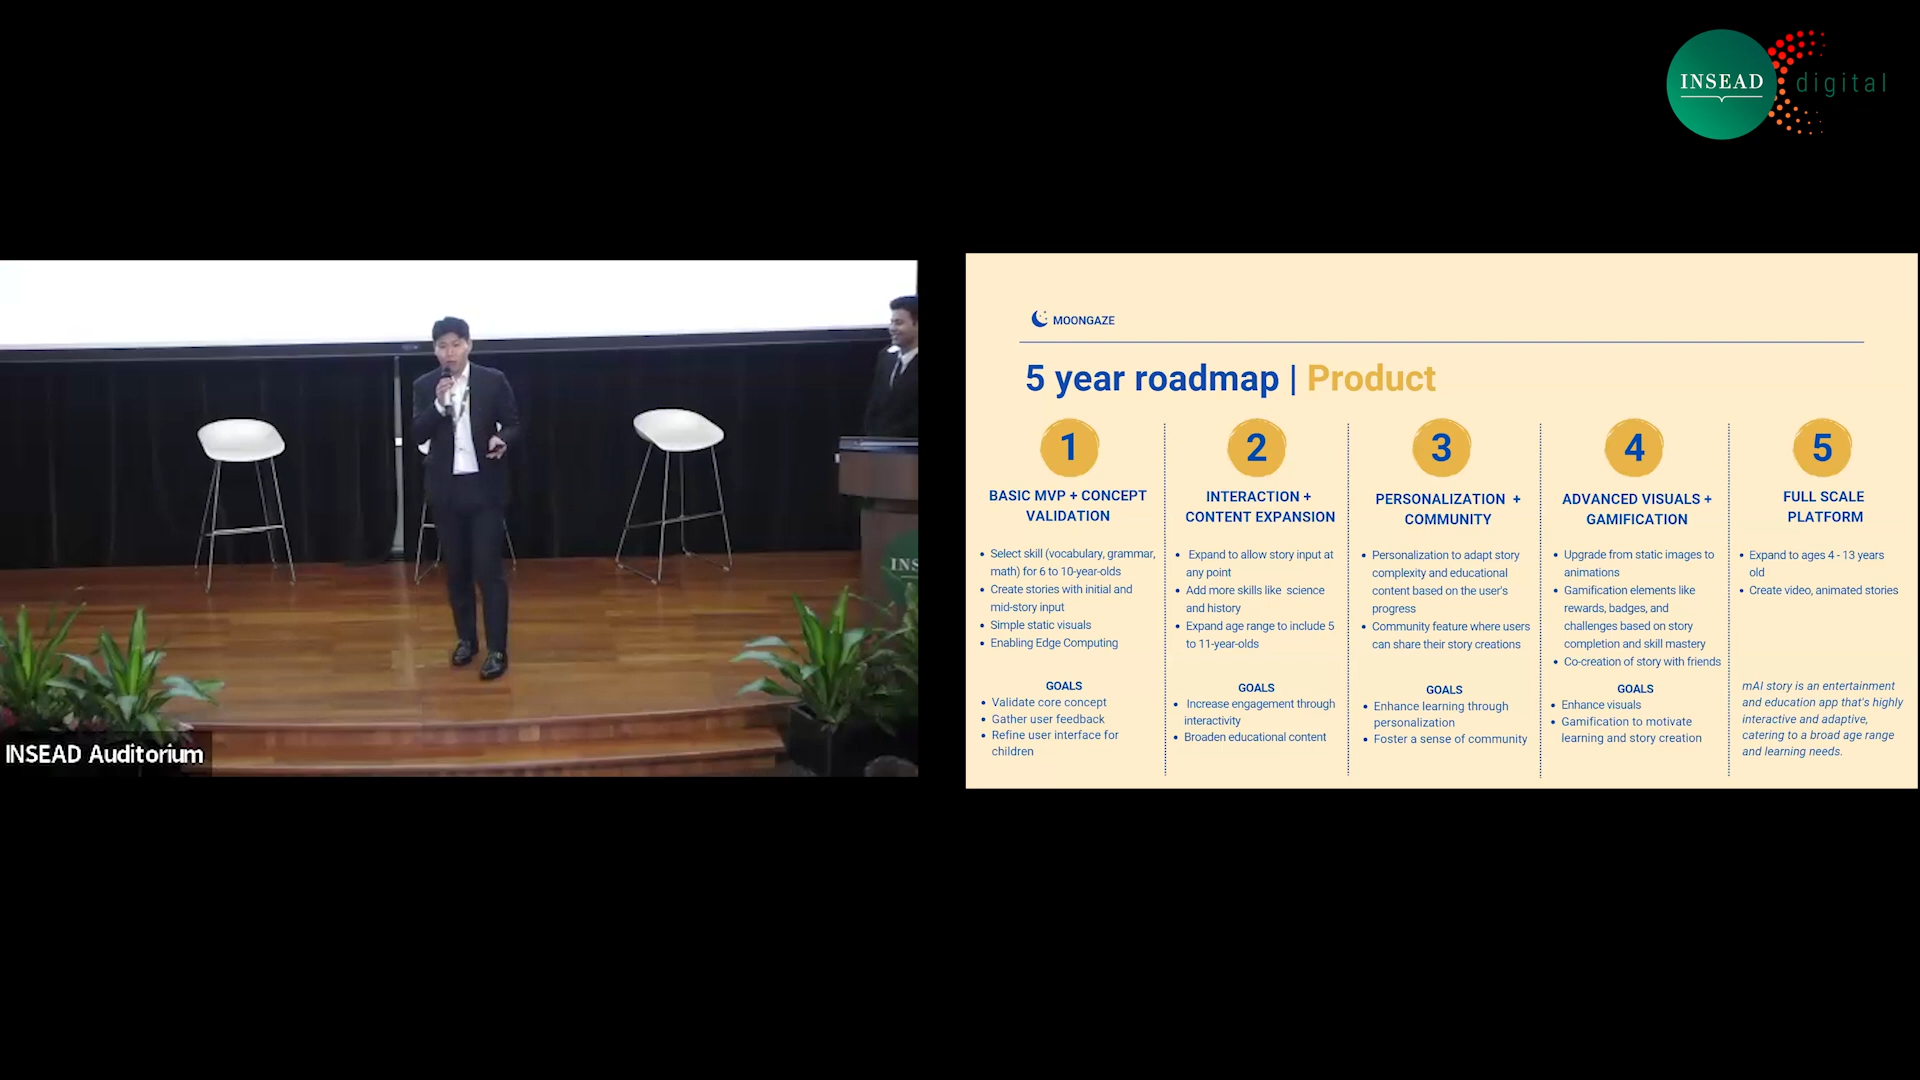 INSEAD
digital
INS
INSEAD Auditorium
MOONGAZE
5 year roadmap | Product
1
BASIC MVP + CONCEPT
VALIDATION
• Select skill (vocabulary, grammar,
math) for 6 to 10-year-olds
• Create stories with initial and
mid-story input
• Simple static visuals
• Enabling Edge Computing
GOALS
• Validate core concept
• Gather user feedback
• Refine user interface for
children
2
INTERACTION +
CONTENT EXPANSION
• Expand to allow story input at
any point
• Add more skills like science
and history
• Expand age range to include 5
to 11-year-olds
GOALS
• Increase engagement through
interactivity
• Broaden educational content
3
PERSONALIZATION +
COMMUNITY
• Personalization to adapt story
complexity and educational
content based on the user's
progress
• Community feature where users
can share their story creations
GOALS
• Enhance learning through
personalization
• Foster a sense of community
4
ADVANCED VISUALS +
GAMIFICATION
• Upgrade from static images to
animations
• Gamification elements like
rewards, badges, and
challenges based on story
completion and skill mastery
• Co-creation of story with friends
GOALS
• Enhance visuals
• Gamification to motivate
learning and story creation
5
FULL SCALE
PLATFORM
• Expand to ages 4 - 13 years
old
• Create video, animated stories
mAI story is an entertainment
and education app that's highly
interactive and adaptive,
catering to a broad age range
and learning needs.